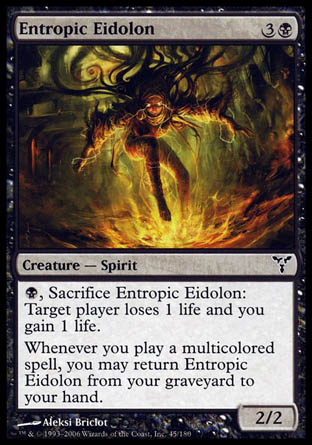 Entropic Eidolon 3
Creature — Spirit
, Sacrifice Entropic Eidolon:
Target player loses 1 life and you
gain 1 life.
Whenever you play a multicolored
spell, you may return Entropic
Eidolon from your graveyard to
your hand.
Aleksi Briclot
™ & © 1993–2006 Wizards of the Coast, Inc. 45/180
2/2